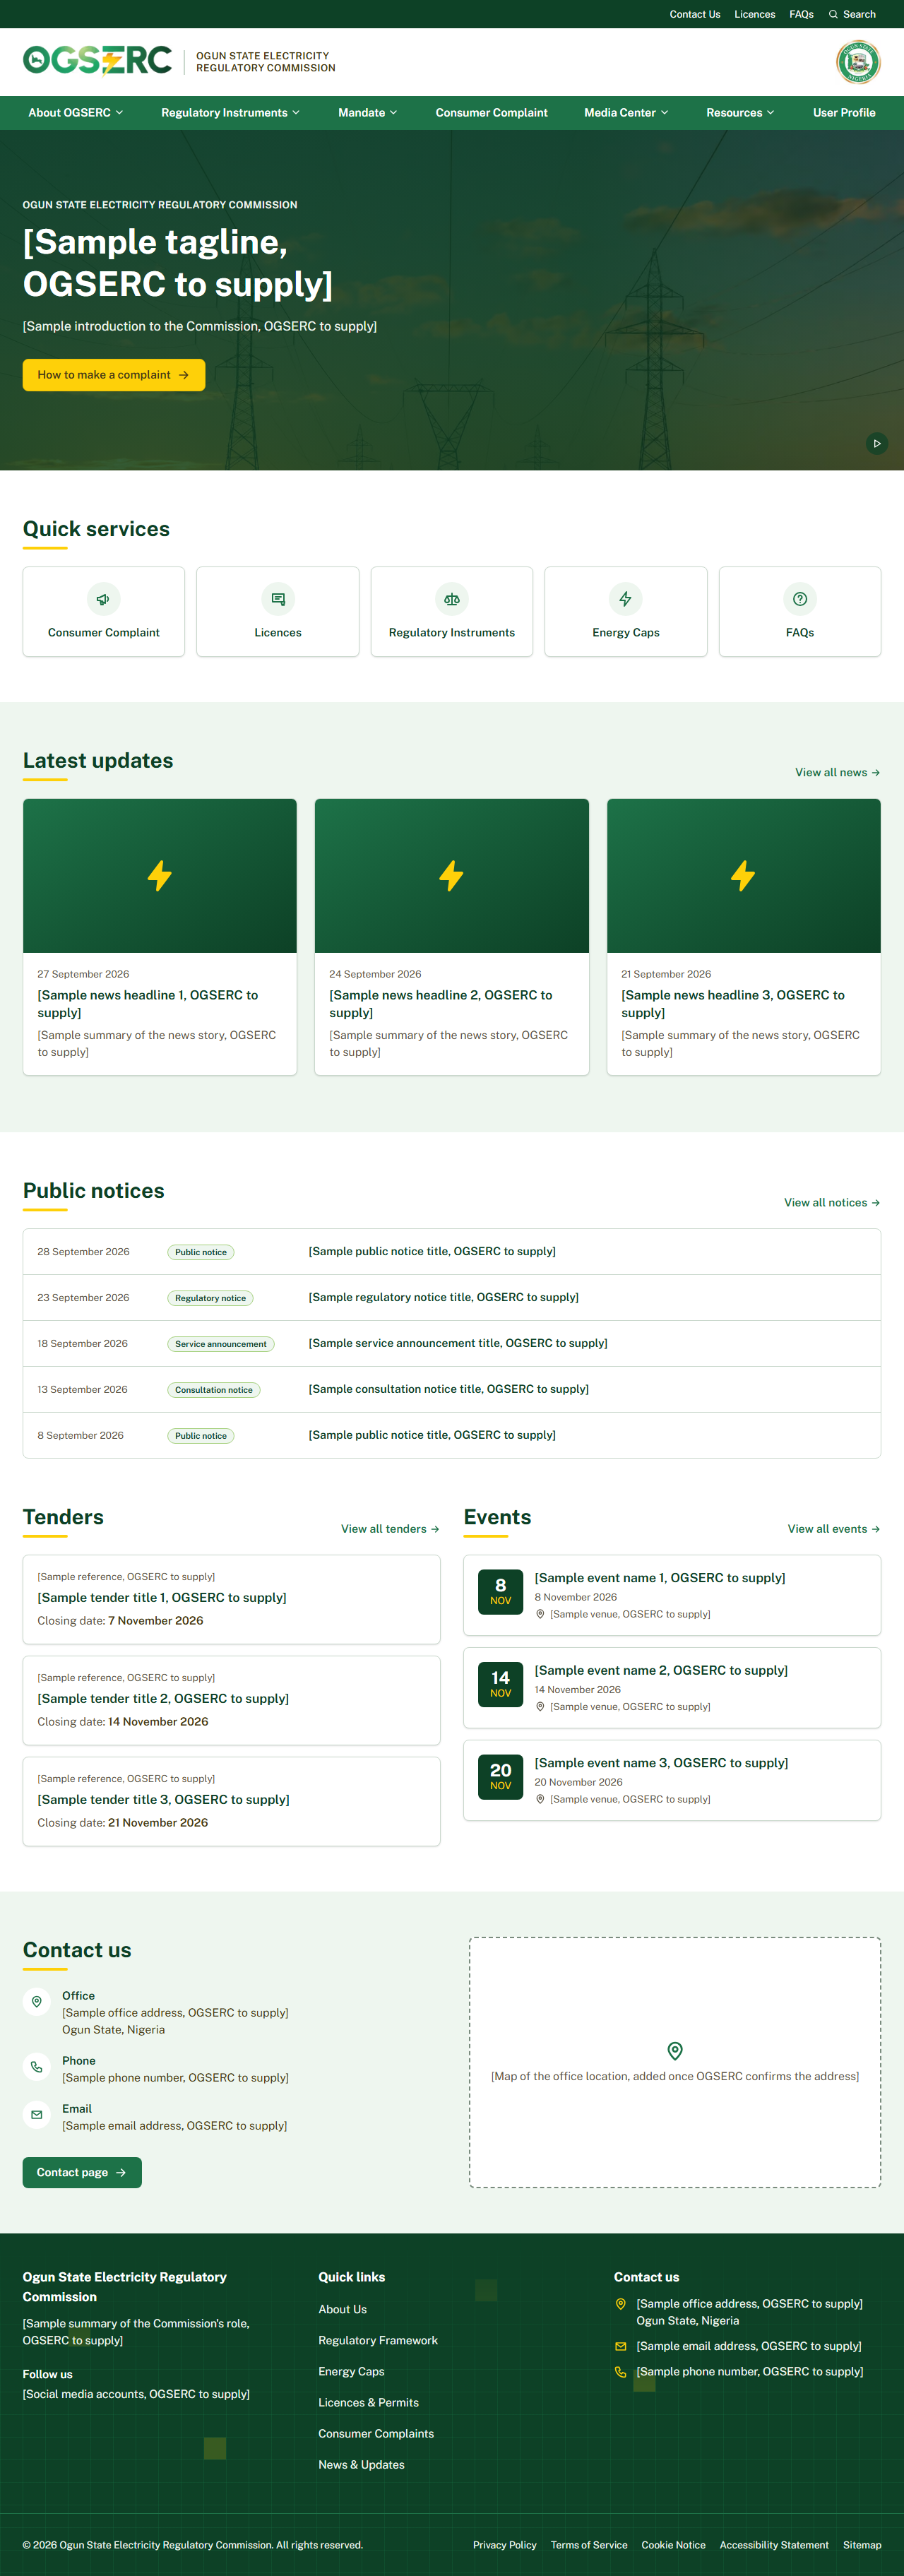 Contact Us Licences FAQs Search
OGSERC
OGUN STATE ELECTRICITY
REGULATORY COMMISSION
OGUN STATE
NIGERIA
About OGSERC Regulatory Instruments Mandate Consumer Complaint Media Center Resources User Profile
OGUN STATE ELECTRICITY REGULATORY COMMISSION
[Sample tagline,
OGSERC to supply]
[Sample introduction to the Commission, OGSERC to supply]
How to make a complaint
Quick services
Consumer Complaint
Licences
Regulatory Instruments
Energy Caps
FAQs
Latest updates
View all news
27 September 2026
[Sample news headline 1, OGSERC to
supply]
[Sample summary of the news story, OGSERC
to supply]
24 September 2026
[Sample news headline 2, OGSERC to
supply]
[Sample summary of the news story, OGSERC
to supply]
21 September 2026
[Sample news headline 3, OGSERC to
supply]
[Sample summary of the news story, OGSERC
to supply]
Public notices
View all notices
28 September 2026 Public notice [Sample public notice title, OGSERC to supply]
23 September 2026 Regulatory notice [Sample regulatory notice title, OGSERC to supply]
18 September 2026 Service announcement [Sample service announcement title, OGSERC to supply]
13 September 2026 Consultation notice [Sample consultation notice title, OGSERC to supply]
8 September 2026 Public notice [Sample public notice title, OGSERC to supply]
Tenders
View all tenders
[Sample reference, OGSERC to supply]
[Sample tender title 1, OGSERC to supply]
Closing date: 7 November 2026
[Sample reference, OGSERC to supply]
[Sample tender title 2, OGSERC to supply]
Closing date: 14 November 2026
[Sample reference, OGSERC to supply]
[Sample tender title 3, OGSERC to supply]
Closing date: 21 November 2026
Events
View all events
8
NOV
[Sample event name 1, OGSERC to supply]
8 November 2026
[Sample venue, OGSERC to supply]
14
NOV
[Sample event name 2, OGSERC to supply]
14 November 2026
[Sample venue, OGSERC to supply]
20
NOV
[Sample event name 3, OGSERC to supply]
20 November 2026
[Sample venue, OGSERC to supply]
Contact us
Office
[Sample office address, OGSERC to supply]
Ogun State, Nigeria
Phone
[Sample phone number, OGSERC to supply]
Email
[Sample email address, OGSERC to supply]
Contact page
[Map of the office location, added once OGSERC confirms the address]
Ogun State Electricity Regulatory
Commission
[Sample summary of the Commission's role,
OGSERC to supply]
Follow us
[Social media accounts, OGSERC to supply]
Quick links
About Us
Regulatory Framework
Energy Caps
Licences & Permits
Consumer Complaints
News & Updates
Contact us
[Sample office address, OGSERC to supply]
Ogun State, Nigeria
[Sample email address, OGSERC to supply]
[Sample phone number, OGSERC to supply]
© 2026 Ogun State Electricity Regulatory Commission. All rights reserved.
Privacy Policy Terms of Service Cookie Notice Accessibility Statement Sitemap